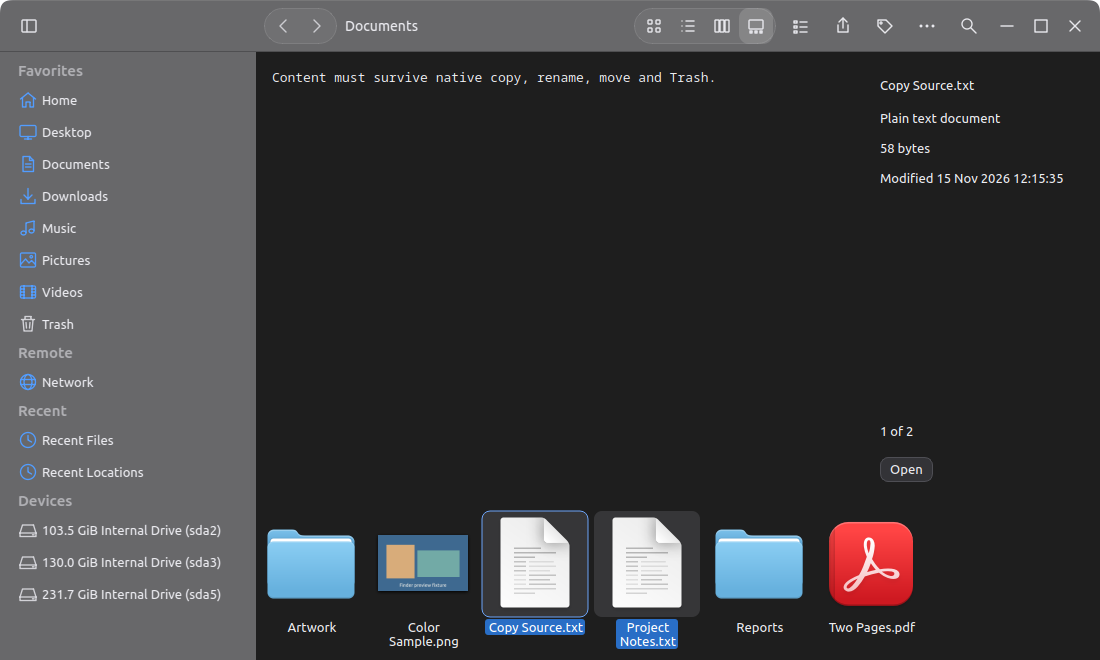 Documents
Favorites
Home
Desktop
Documents
Downloads
Music
Pictures
Videos
Trash
Remote
Network
Recent
Recent Files
Recent Locations
Devices
103.5 GiB Internal Drive (sda2)
130.0 GiB Internal Drive (sda3)
231.7 GiB Internal Drive (sda5)
Content must survive native copy, rename, move and Trash.
Copy Source.txt
Plain text document
58 bytes
Modified 15 Nov 2026 12:15:35
1 of 2
Open
Finder preview fixture
Artwork
Color
Sample.png
Copy Source.txt
Project
Notes.txt
Reports
Two Pages.pdf